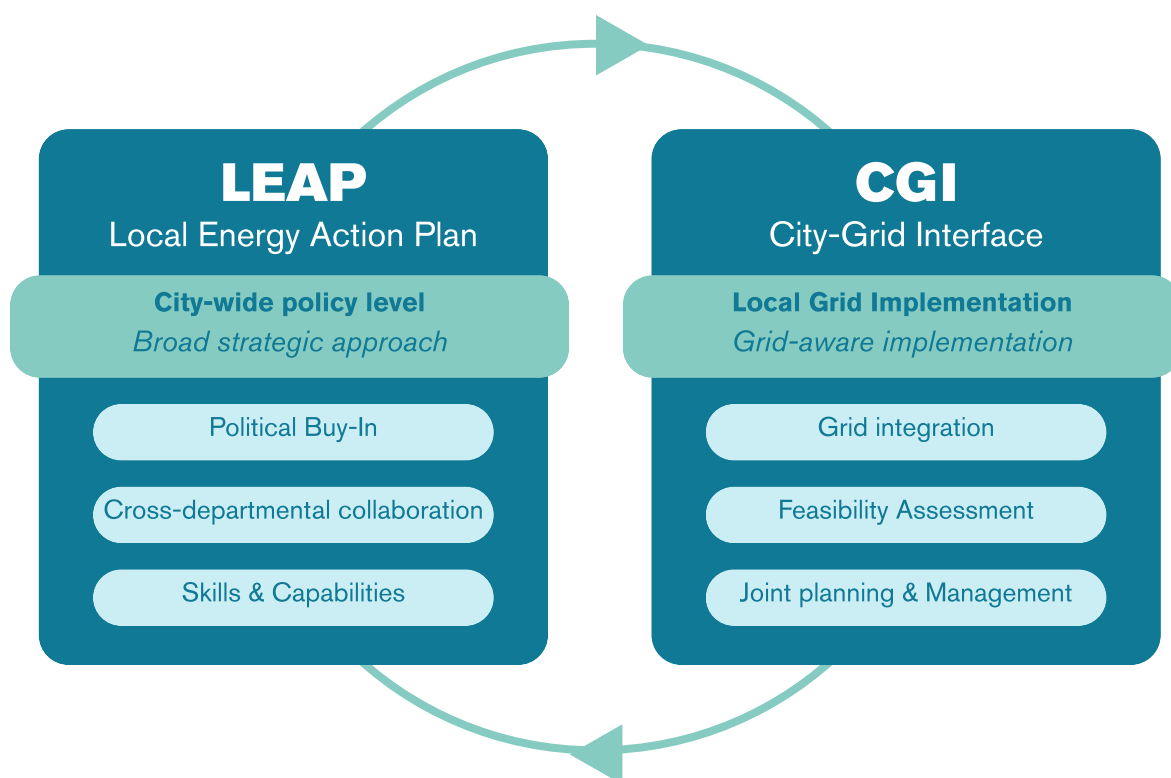 LEAP
Local Energy Action Plan
City-wide policy level
Broad strategic approach
Political Buy-In
Cross-departmental collaboration
Skills & Capabilities
CGI
City-Grid Interface
Local Grid Implementation
Grid-aware implementation
Grid integration
Feasibility Assessment
Joint planning & Management